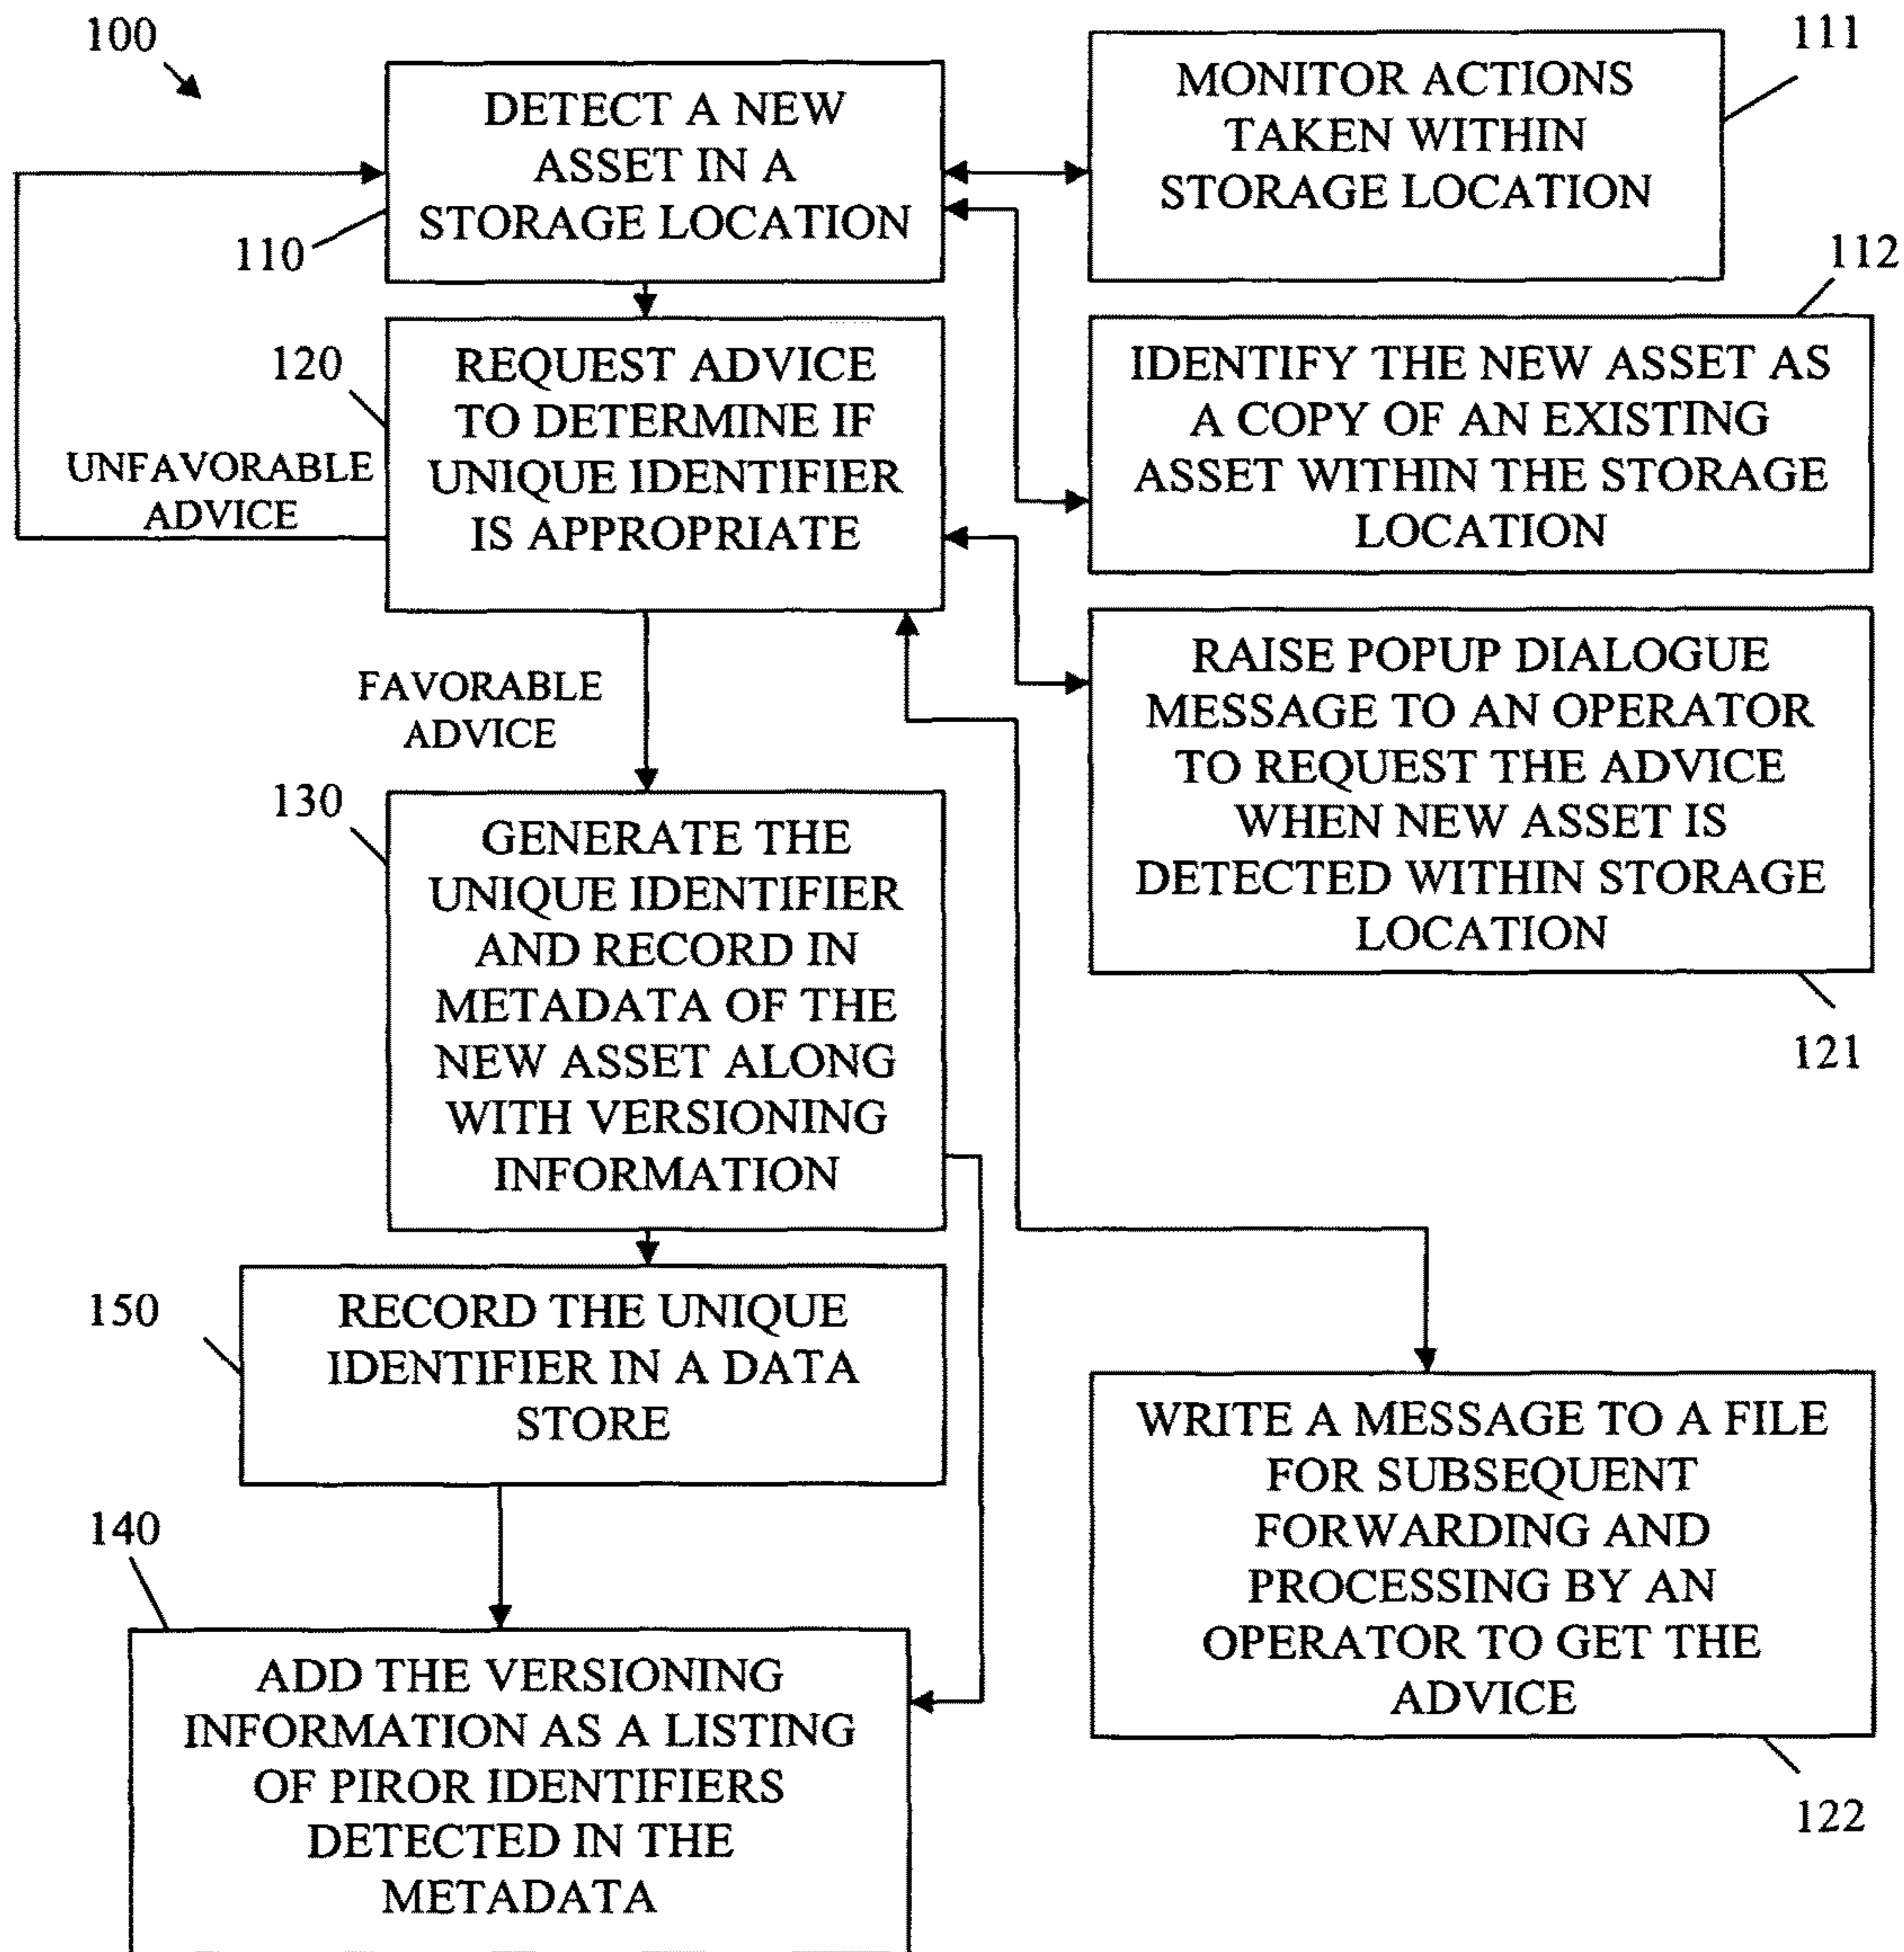 100
DETECT A NEW
ASSET IN A
STORAGE LOCATION
110
MONITOR ACTIONS
TAKEN WITHIN
STORAGE LOCATION
111
112
IDENTIFY THE NEW ASSET AS
A COPY OF AN EXISTING
ASSET WITHIN THE STORAGE
LOCATION
120
REQUEST ADVICE
TO DETERMINE IF
UNIQUE IDENTIFIER
IS APPROPRIATE
UNFAVORABLE
ADVICE
FAVORABLE
ADVICE
RAISE POPUP DIALOGUE
MESSAGE TO AN OPERATOR
TO REQUEST THE ADVICE
WHEN NEW ASSET IS
DETECTED WITHIN STORAGE
LOCATION
121
130
GENERATE THE
UNIQUE IDENTIFIER
AND RECORD IN
METADATA OF THE
NEW ASSET ALONG
WITH VERSIONING
INFORMATION
150
RECORD THE UNIQUE
IDENTIFIER IN A DATA
STORE
WRITE A MESSAGE TO A FILE
FOR SUBSEQUENT
FORWARDING AND
PROCESSING BY AN
OPERATOR TO GET THE
ADVICE
122
140
ADD THE VERSIONING
INFORMATION AS A LISTING
OF PIROR IDENTIFIERS
DETECTED IN THE
METADATA